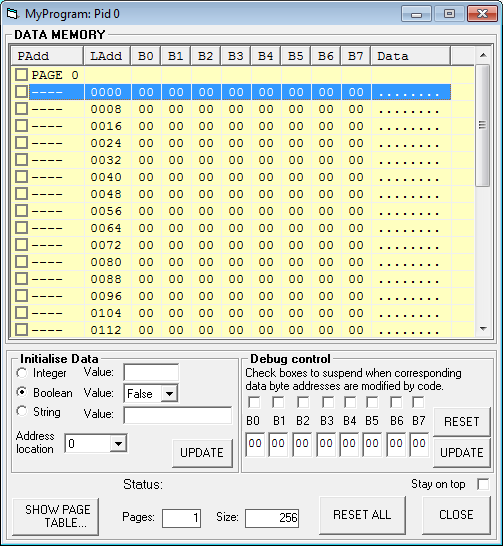 MyProgram: Pid 0
DATA MEMORY
PAdd LAdd B0 B1 B2 B3 B4 B5 B6 B7 Data
PAGE 0
---- 0000 00 00 00 00 00 00 00 00 ........
---- 0008 00 00 00 00 00 00 00 00 ........
---- 0016 00 00 00 00 00 00 00 00 ........
---- 0024 00 00 00 00 00 00 00 00 ........
---- 0032 00 00 00 00 00 00 00 00 ........
---- 0040 00 00 00 00 00 00 00 00 ........
---- 0048 00 00 00 00 00 00 00 00 ........
---- 0056 00 00 00 00 00 00 00 00 ........
---- 0064 00 00 00 00 00 00 00 00 ........
---- 0072 00 00 00 00 00 00 00 00 ........
---- 0080 00 00 00 00 00 00 00 00 ........
---- 0088 00 00 00 00 00 00 00 00 ........
---- 0096 00 00 00 00 00 00 00 00 ........
---- 0104 00 00 00 00 00 00 00 00 ........
---- 0112 00 00 00 00 00 00 00 00 ........
Initialise Data
Integer Value:
Boolean Value: False
String Value:
Address
location 0
UPDATE
Debug control
Check boxes to suspend when corresponding
data byte addresses are modified by code.
B0 B1 B2 B3 B4 B5 B6 B7
RESET
00 00 00 00 00 00 00 00
UPDATE
Status:
Stay on top
SHOW PAGE
TABLE...
Pages: 1 Size: 256
RESET ALL
CLOSE